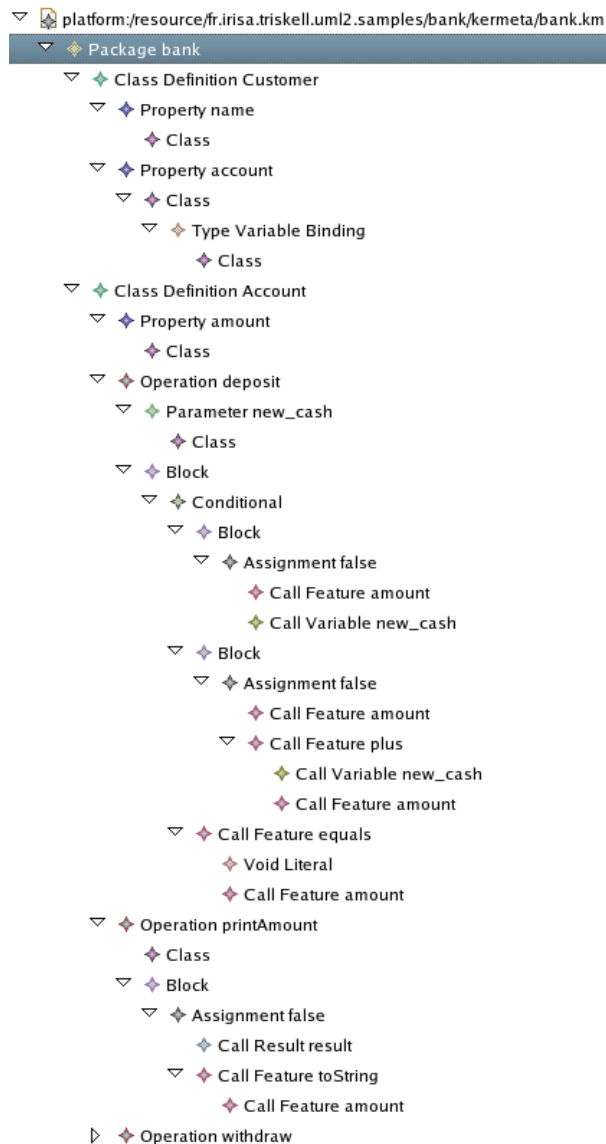 platform:/resource/fr.irisa.triskell.uml2.samples/bank/kermeta/bank.km
Package bank
Class Definition Customer
Property name
Class
Property account
Class
Type Variable Binding
Class
Class Definition Account
Property amount
Class
Operation deposit
Parameter new_cash
Class
Block
Conditional
Block
Assignment false
Call Feature amount
Call Variable new_cash
Block
Assignment false
Call Feature amount
Call Feature plus
Call Variable new_cash
Call Feature amount
Call Feature equals
Void Literal
Call Feature amount
Operation printAmount
Class
Block
Assignment false
Call Result result
Call Feature toString
Call Feature amount
Operation withdraw